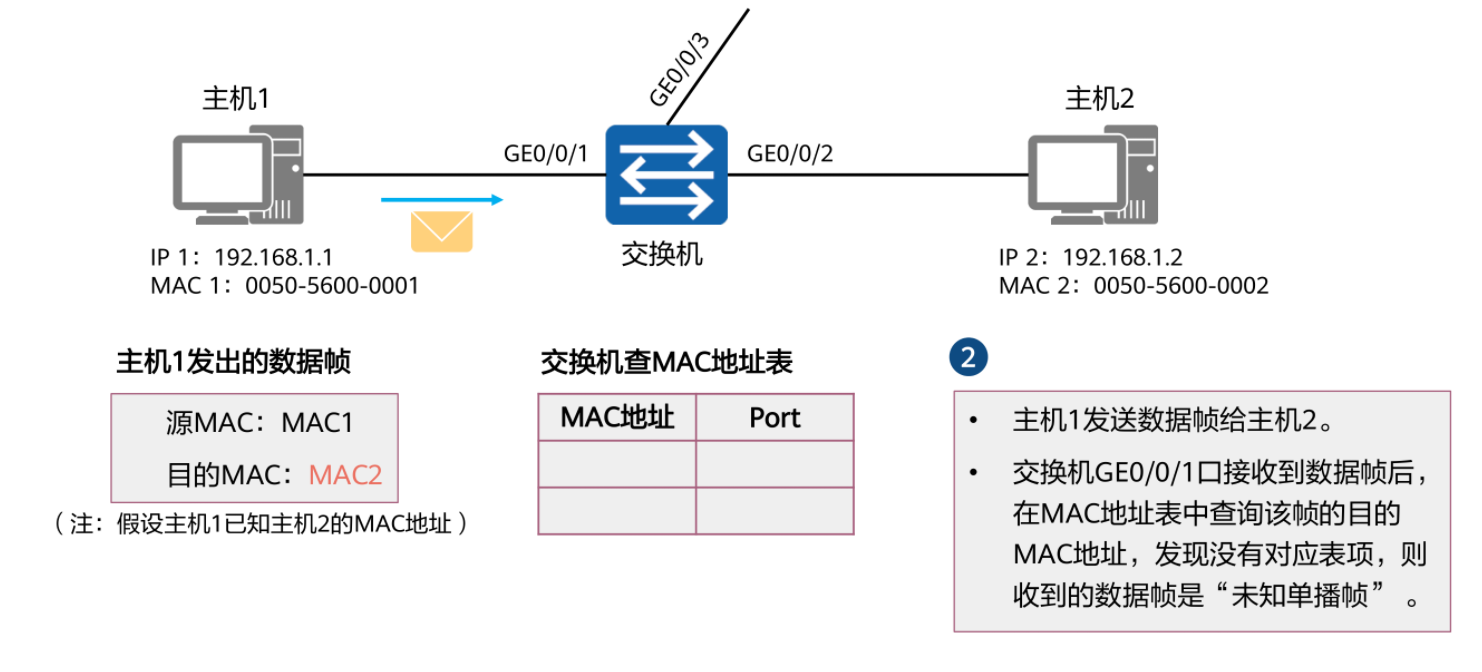 GE0/0/3
主机1
主机2
GE0/0/1
GE0/0/2
交换机
IP 1：192.168.1.1
MAC 1：0050-5600-0001
IP 2：192.168.1.2
MAC 2：0050-5600-0002
主机1发出的数据帧
源MAC：MAC1
目的MAC：MAC2
（注：假设主机1已知主机2的MAC地址）
交换机查MAC地址表
MAC地址 Port
2
• 主机1发送数据帧给主机2。
• 交换机GE0/0/1口接收到数据帧后，
在MAC地址表中查询该帧的目的
MAC地址，发现没有对应表项，则
收到的数据帧是“未知单播帧” 。